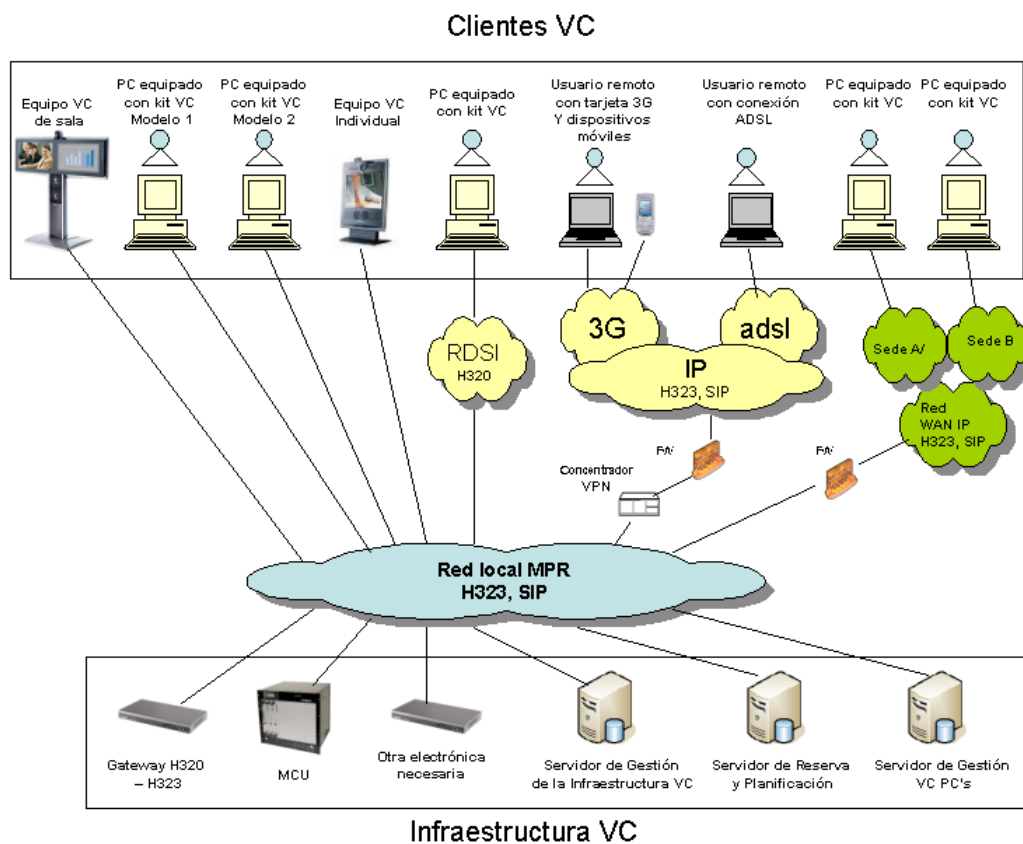 Clientes VC
Equipo VC
de sala
PC equipado
con kit VC
Modelo 1
PC equipado
con kit VC
Modelo 2
Equipo VC
Individual
PC equipado
con kit VC
Usuario remoto
con tarjeta 3G
Y dispositivos
móviles
Usuario remoto
con conexión
ADSL
PC equipado
con kit VC
PC equipado
con kit VC
RDSI
H320
3G
adsl
IP
H323, SIP
Sede A/
Sede B
Red
WAN IP
H323, SIP
FW
FW
Concentrador
VPN
Red local MPR
H323, SIP
Gateway H320
– H323
MCU
Otra electrónica
necesaria
Servidor de Gestión
de la Infraestructura VC
Servidor de Reserva
y Planificación
Servidor de Gestión
VC PC's
Infraestructura VC